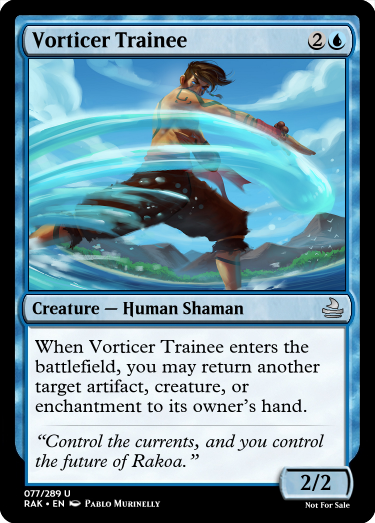 Vorticer Trainee 2
Creature — Human Shaman
When Vorticer Trainee enters the
battlefield, you may return another
target artifact, creature, or
enchantment to its owner's hand.
“Control the currents, and you control
the future of Rakoa.”
2/2
077/289 U
RAK • EN Pablo Murinelly
Not For Sale